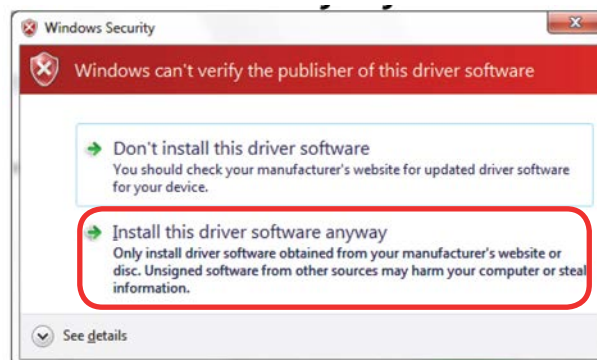 Windows Security
Windows can't verify the publisher of this driver software
Don't install this driver software
You should check your manufacturer's website for updated driver software
for your device.
Install this driver software anyway
Only install driver software obtained from your manufacturer's website or
disc. Unsigned software from other sources may harm your computer or steal
information.
See details